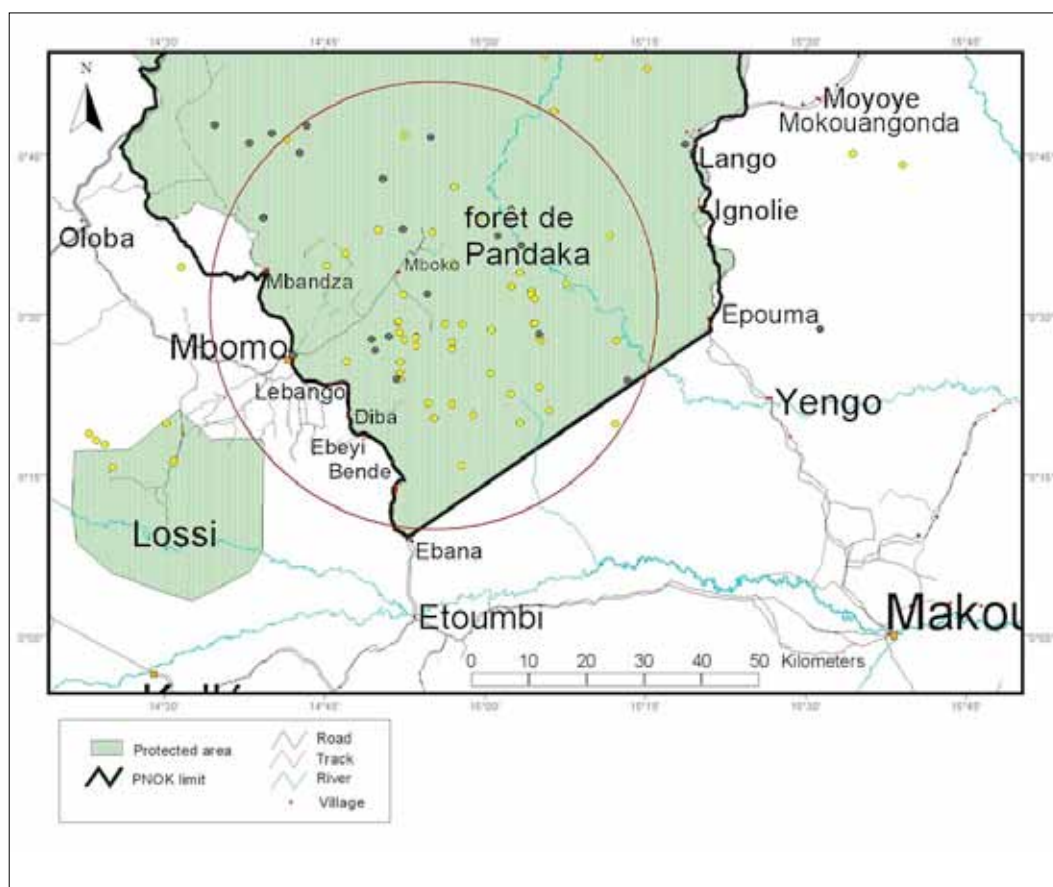 N
Moyoye
Mokouangonda
Lango
Ignolie
Oloba
forêt de
Pandaka
Mboko
Mbandza
Epouma
Mbomo
Lebango
Yengo
Diba
Ebeyi
Bende
Lossi
Ebana
Etoumbi
Makou
0 10 20 30 40 50 Kilometers
Protected area
PNOK limit
Road
Track
River
Village